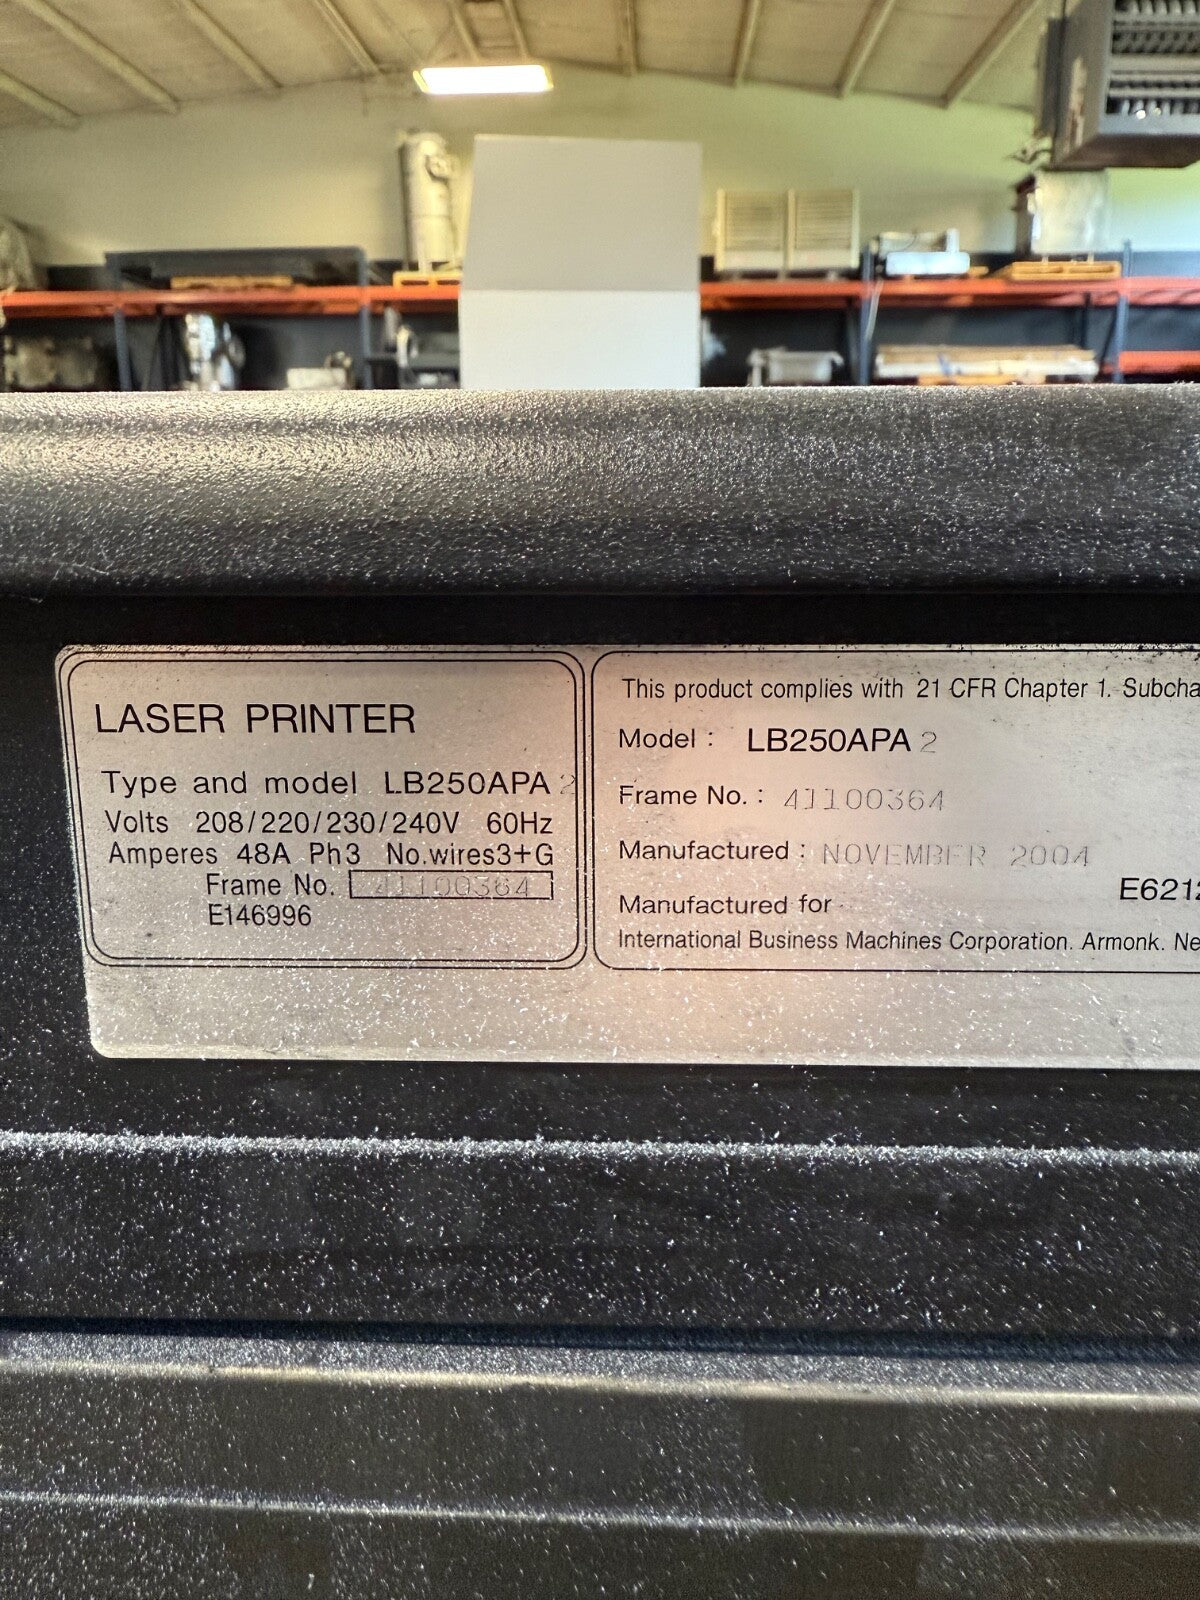 LASER PRINTER
Type and model LB250APA 2
Volts 208/220/230/240V 60Hz
Amperes 48A Ph3 No.wires3+G
Frame No. 41100364
E146996
This product complies with 21 CFR Chapter 1. Subcha
Model : LB250APA 2
Frame No. : 41100364
Manufactured : NOVEMBER 2004
E6212
Manufactured for
International Business Machines Corporation. Armonk. Ne